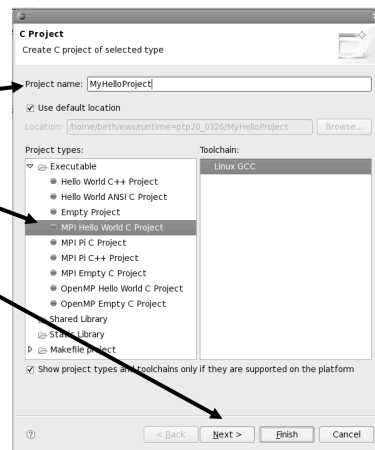 C Project
Create C project of selected type
Project name: MyHelloProject
Use default location
Location: /home/beth/ews/runtime=ptp20_0326/MyHelloProject Browse...
Project types: Toolchain:
Executable Linux GCC
Hello World C++ Project
Hello World ANSI C Project
Empty Project
MPI Hello World C Project
MPI Pi C Project
MPI Pi C++ Project
MPI Empty C Project
OpenMP Hello World C Project
OpenMP Empty C Project
Shared Library
Static Library
Makefile project
Show project types and toolchains only if they are supported on the platform
? < Back Next > Finish Cancel